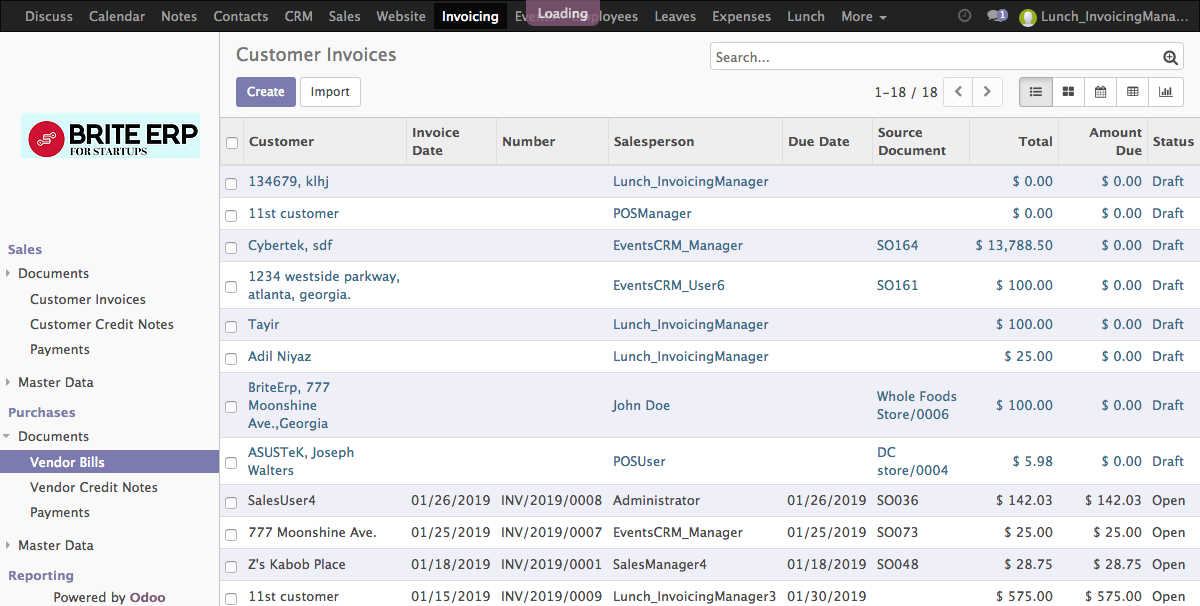 Discuss Calendar Notes Contacts CRM Sales Website Invoicing Loading Leaves Expenses Lunch More 1 Lunch_InvoicingMana...
Customer Invoices
Search...
Create Import 1-18 / 18
BRITE ERP
FOR STARTUPS
Sales
Documents
Customer Invoices
Customer Credit Notes
Payments
Master Data
Purchases
Documents
Vendor Bills
Vendor Credit Notes
Payments
Master Data
Reporting
Powered by Odoo
Customer Invoice Date Number Salesperson Due Date Source Document Total Amount Due Status
134679, klhj Lunch_InvoicingManager $ 0.00 $ 0.00 Draft
11st customer POSManager $ 0.00 $ 0.00 Draft
Cybertek, sdf EventsCRM_Manager SO164 $ 13,788.50 $ 0.00 Draft
1234 westside parkway,
atlanta, georgia. EventsCRM_User6 SO161 $ 100.00 $ 0.00 Draft
Tayir Lunch_InvoicingManager $ 100.00 $ 0.00 Draft
Adil Niyaz Lunch_InvoicingManager $ 25.00 $ 0.00 Draft
BriteErp, 777
Moonshine
Ave.,Georgia John Doe Whole Foods Store/0006 $ 100.00 $ 0.00 Draft
ASUSTeK, Joseph
Walters POSUser DC store/0004 $ 5.98 $ 0.00 Draft
SalesUser4 01/26/2019 INV/2019/0008 Administrator 01/26/2019 SO036 $ 142.03 $ 142.03 Open
777 Moonshine Ave. 01/25/2019 INV/2019/0007 EventsCRM_Manager 01/25/2019 SO073 $ 25.00 $ 25.00 Open
Z's Kabob Place 01/18/2019 INV/2019/0001 SalesManager4 01/18/2019 SO048 $ 28.75 $ 28.75 Open
11st customer 01/15/2019 INV/2019/0009 Lunch_InvoicingManager3 01/30/2019 $ 575.00 $ 575.00 Open